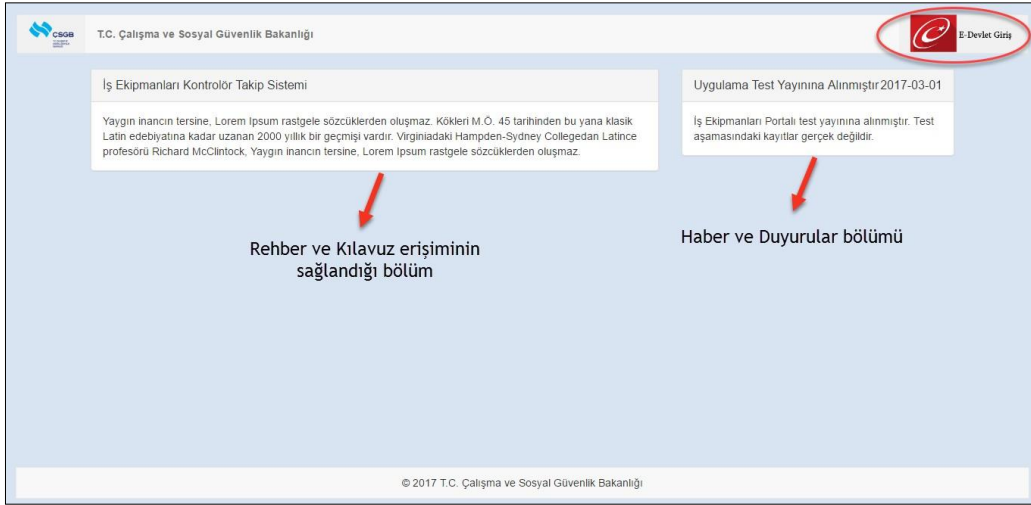 ÇSGB
T.C. Çalışma ve Sosyal Güvenlik Bakanlığı
E-Devlet Giriş
İş Ekipmanları Kontrolör Takip Sistemi
Yaygın inancın tersine, Lorem Ipsum rastgele sözcüklerden oluşmaz. Kökleri M.Ö. 45 tarihinden bu yana klasik
Latin edebiyatına kadar uzanan 2000 yıllık bir geçmişi vardır. Virginiadaki Hampden-Sydney Collegedan Latince
profesörü Richard McClintock, Yaygın inancın tersine, Lorem Ipsum rastgele sözcüklerden oluşmaz.
Uygulama Test Yayınına Alınmıştır2017-03-01
İş Ekipmanları Portalı test yayınına alınmıştır. Test
aşamasındaki kayıtlar gerçek değildir.
Rehber ve Kılavuz erişiminin
sağlandığı bölüm
Haber ve Duyurular bölümü
© 2017 T.C. Çalışma ve Sosyal Güvenlik Bakanlığı